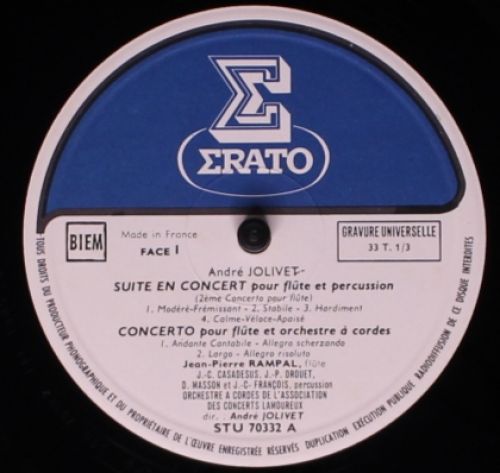 Σ
ΣRATO
BIEM
Made in France
FACE 1
GRAVURE UNIVERSELLE
33 T. 1/3
André JOLIVET
SUITE EN CONCERT pour flûte et percussion
(2ème Concerto pour flûte)
1. Modéré-Frémissant - 2. Stabile - 3. Hardiment
4. Calme-Véloce-Apaisé
CONCERTO pour flûte et orchestre à cordes
1. Andante Cantabile - Allegro scherzando
2. Largo - Allegro risoluto
Jean-Pierre RAMPAL, flûte
J.-C. CASADESUS, J.-P. DROUET,
D. MASSON et J.-C- FRANÇOIS, percussion
ORCHESTRE A CORDES DE L'ASSOCIATION
DES CONCERTS LAMOUREUX
dir. : André JOLIVET
STU 70332 A
TOUS DROITS DU PRODUCTEUR PHONOGRAPHIQUE ET DU PROPRIÉTAIRE DE L'ŒUVRE ENREGISTRÉE RÉSERVÉS DUPLICATION EXÉCUTION PUBLIQUE RADIODIFFUSION DE CE DISQUE INTERDITES